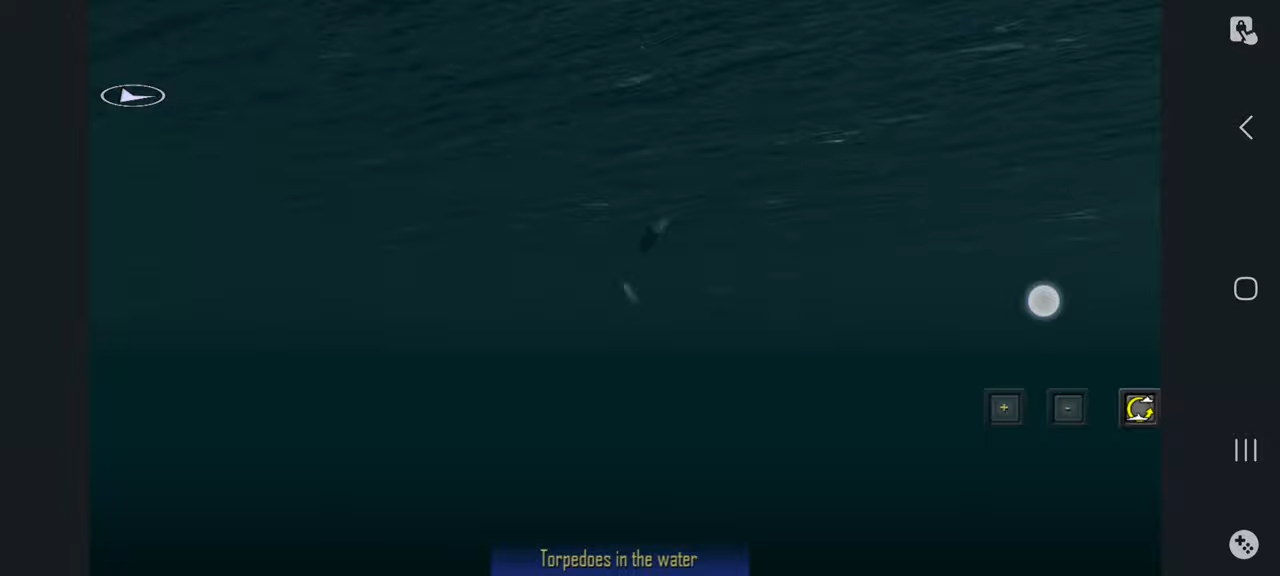 +
-
Torpedoes in the water